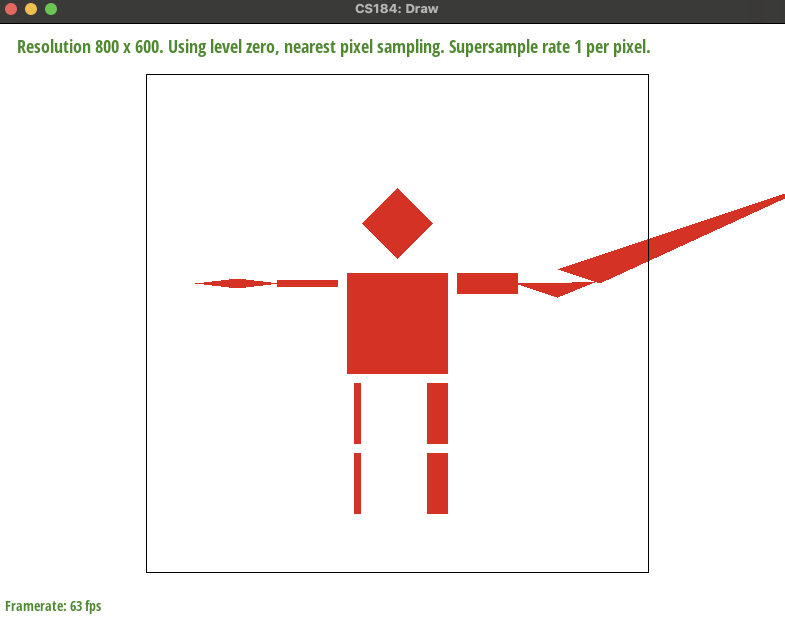 CS184: Draw
Resolution 800 x 600. Using level zero, nearest pixel sampling. Supersample rate 1 per pixel.
Framerate: 63 fps